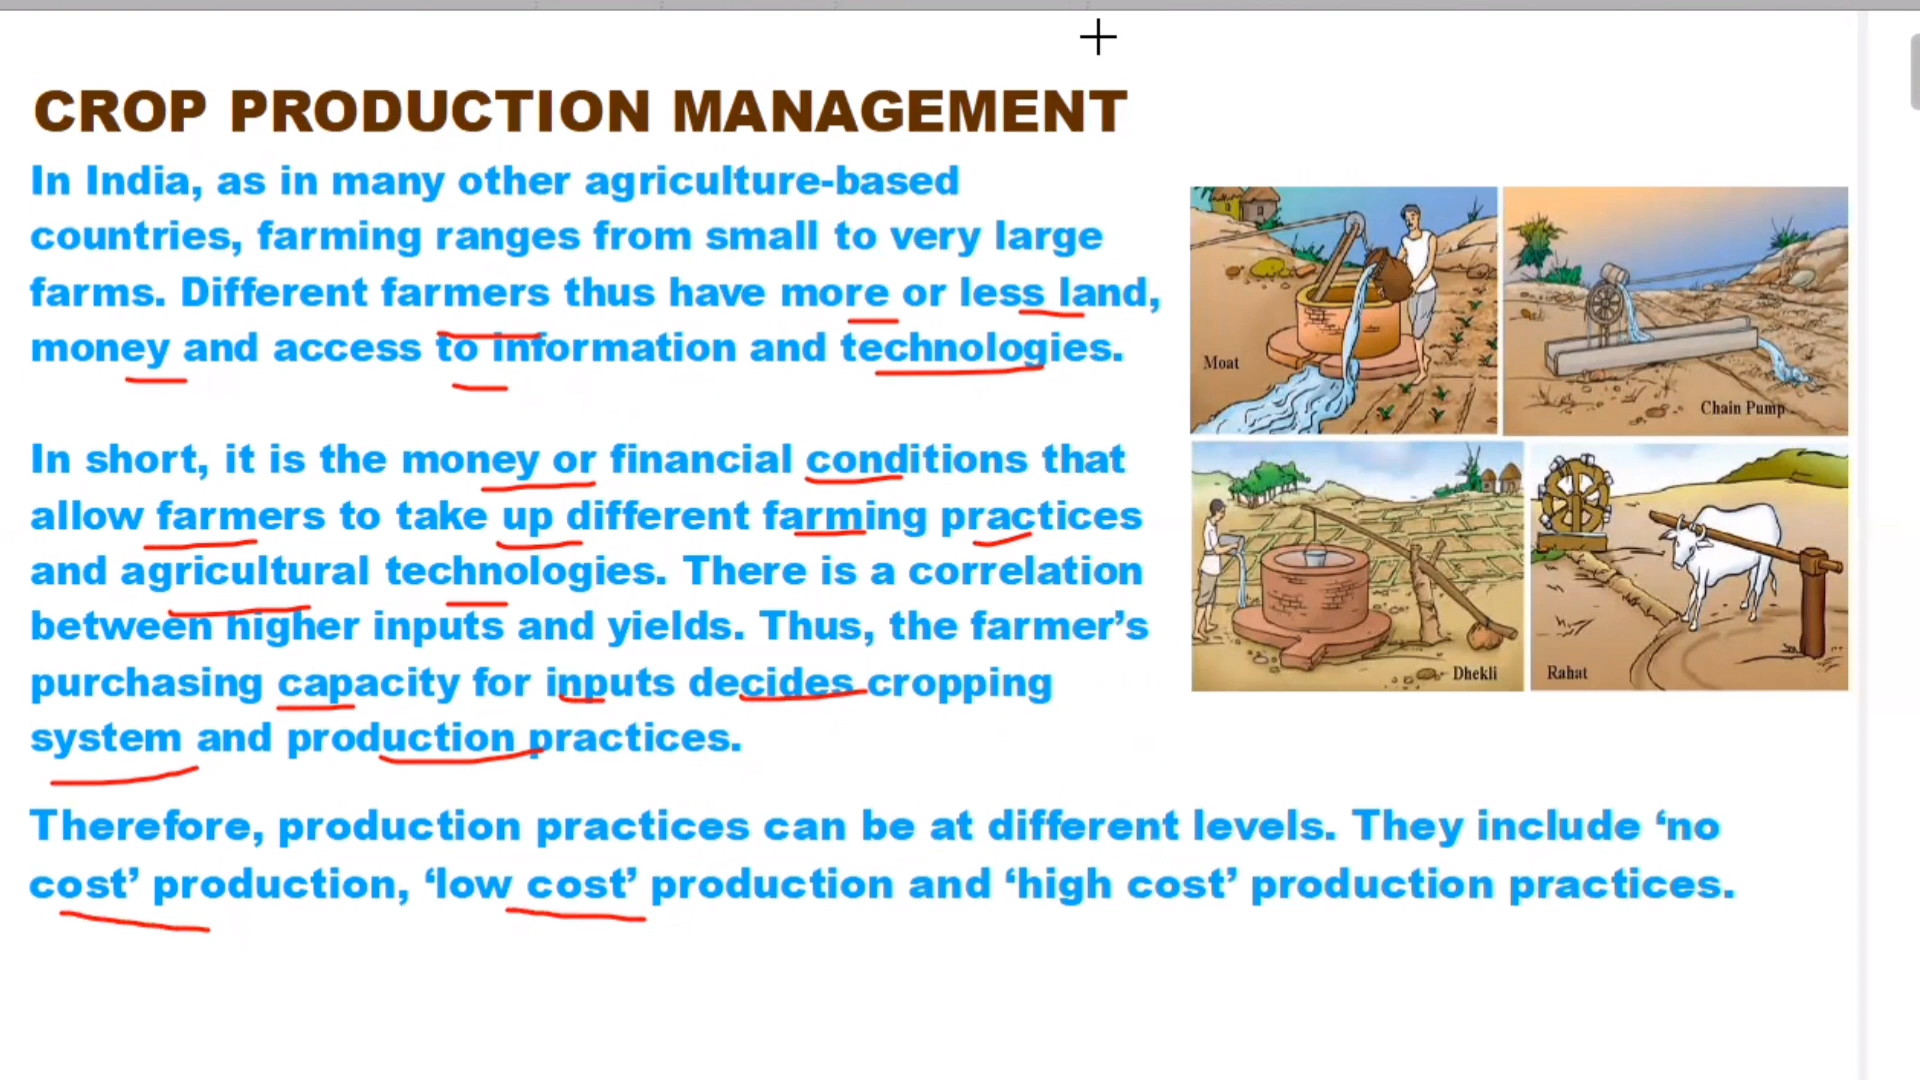 CROP PRODUCTION MANAGEMENT
In India, as in many other agriculture-based
countries, farming ranges from small to very large
farms. Different farmers thus have more or less land,
money and access to information and technologies.
In short, it is the money or financial conditions that
allow farmers to take up different farming practices
and agricultural technologies. There is a correlation
between higher inputs and yields. Thus, the farmer’s
purchasing capacity for inputs decides cropping
system and production practices.
Therefore, production practices can be at different levels. They include ‘no
cost’ production, ‘low cost’ production and ‘high cost’ production practices.
Moat
Chain Pump
Dhekli
Rahat